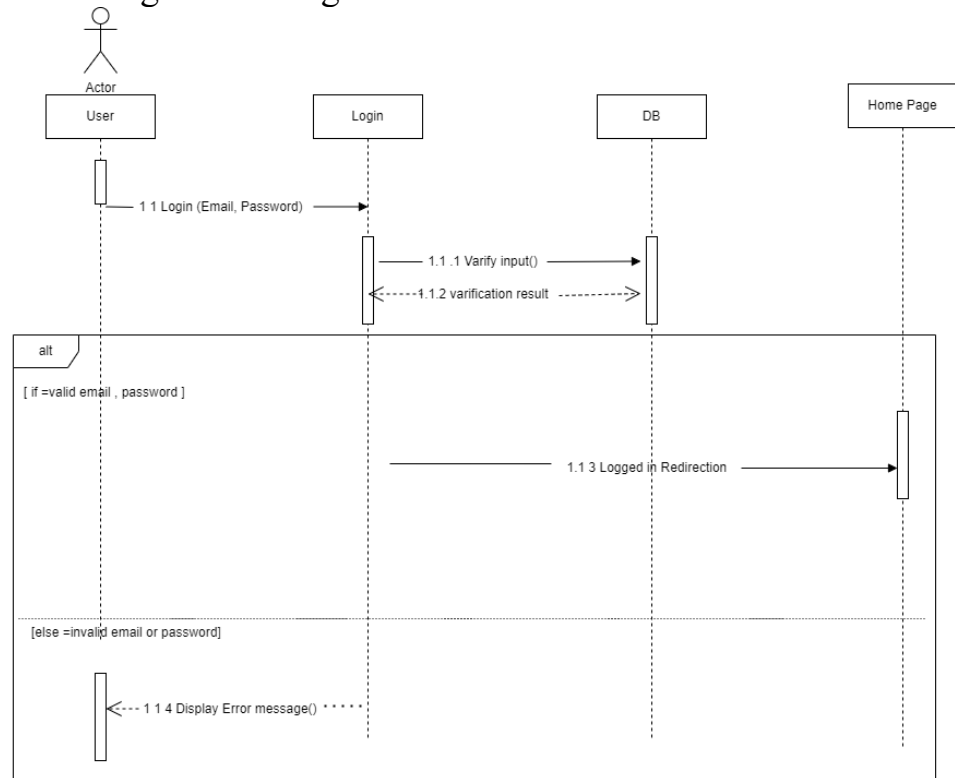 Actor
User
Login
DB
Home Page
1 1 Login (Email, Password)
1.1 .1 Varify input()
1.1.2 varification result
alt
[ if =valid email , password ]
1.1 3 Logged in Redirection
[else =invalid email or password]
1 1 4 Display Error message()